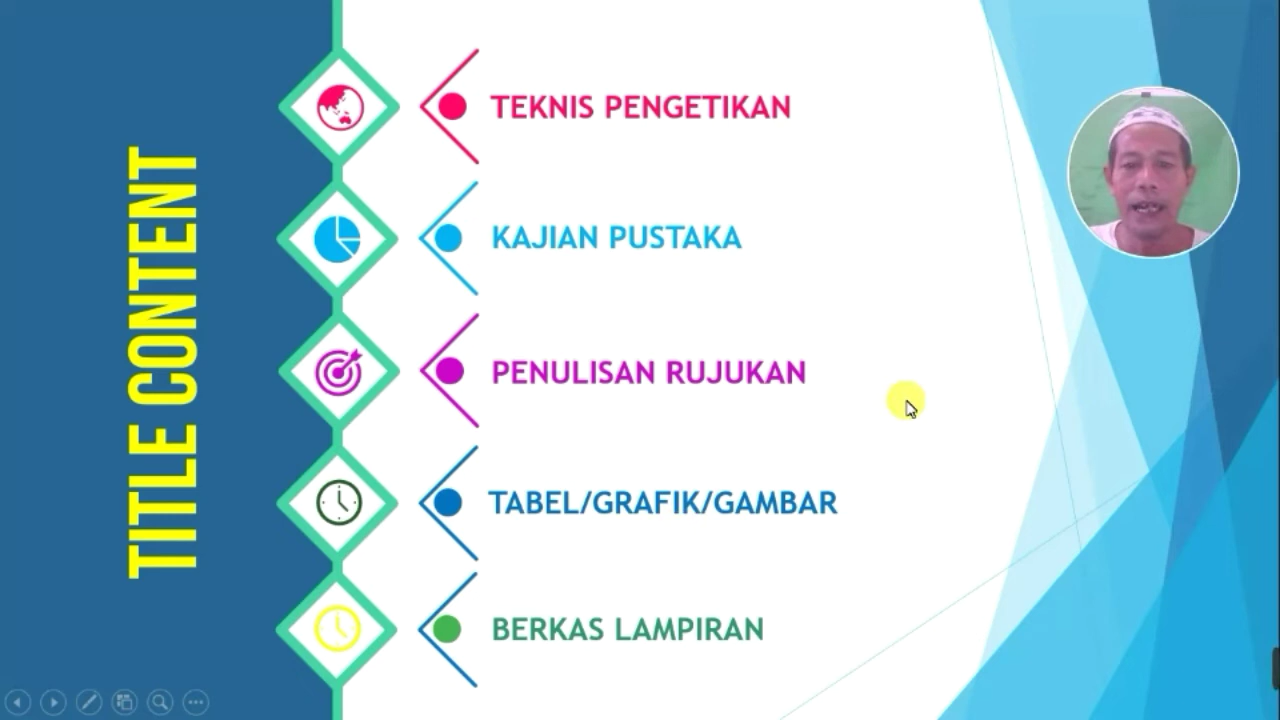 TITLE CONTENT
TEKNIS PENGETIKAN
KAJIAN PUSTAKA
PENULISAN RUJUKAN
TABEL/GRAFIK/GAMBAR
BERKAS LAMPIRAN